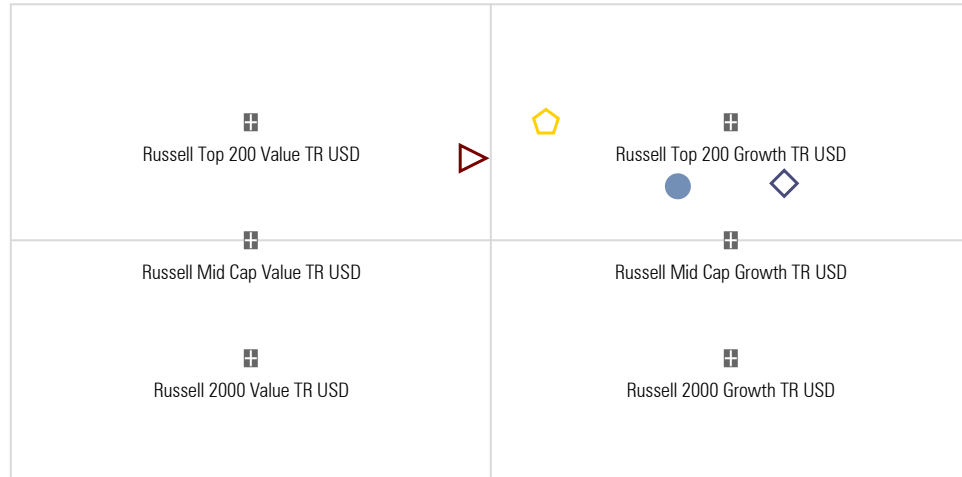 Russell Top 200 Value TR USD
Russell Top 200 Growth TR USD
Russell Mid Cap Value TR USD
Russell Mid Cap Growth TR USD
Russell 2000 Value TR USD
Russell 2000 Growth TR USD